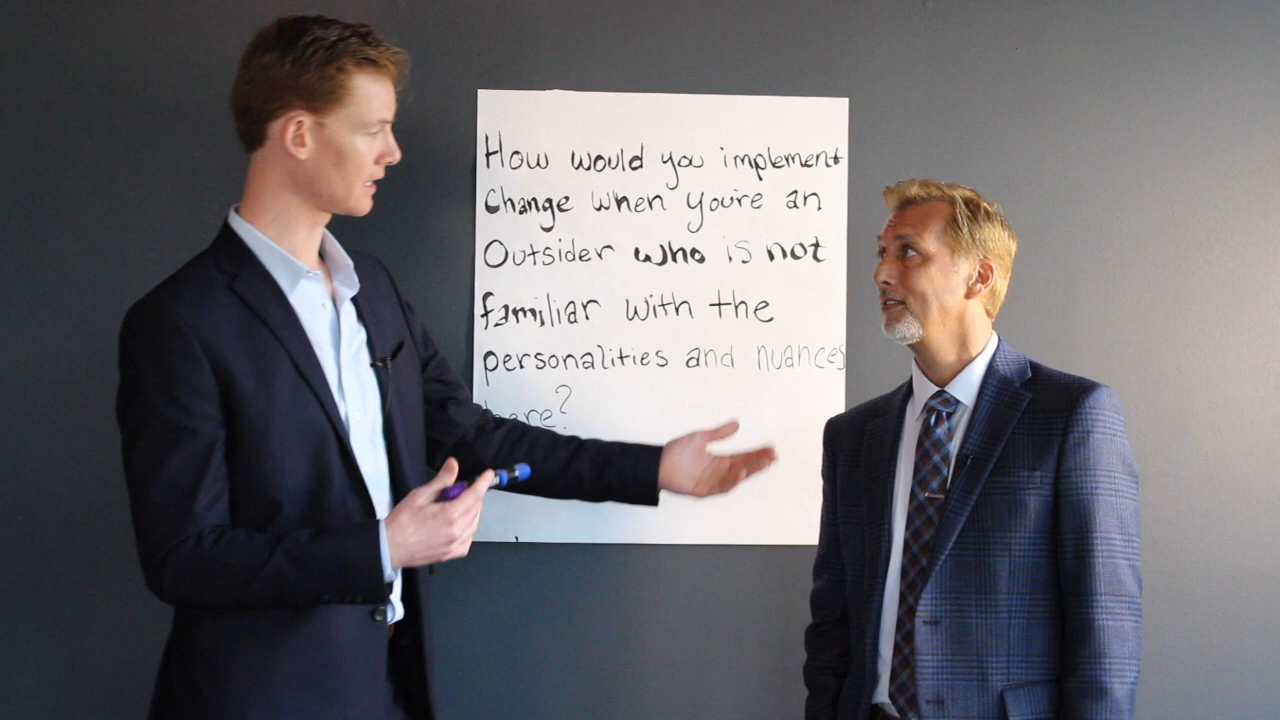 How would you implement
Change when you're an
Outsider who is not
familiar with the
personalities and nuances
here?